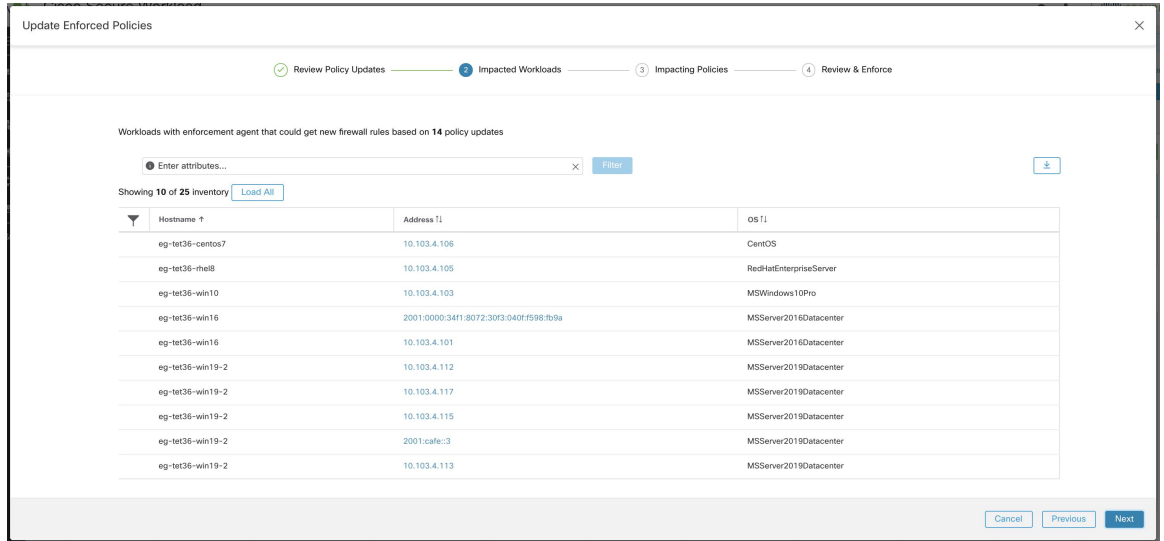 Cisco Secure Workload
Update Enforced Policies
Review Policy Updates 2 Impacted Workloads 3 Impacting Policies 4 Review & Enforce
Workloads with enforcement agent that could get new firewall rules based on 14 policy updates
Enter attributes... Filter
Showing 10 of 25 inventory Load All
Hostname ↑ Address ↑↓ OS ↑↓
eg-tet36-centos7 10.103.4.106 CentOS
eg-tet36-rhel8 10.103.4.105 RedHatEnterpriseServer
eg-tet36-win10 10.103.4.103 MSWindows10Pro
eg-tet36-win16 2001:0000:34f1:8072:30f3:040f:f598:fb9a MSServer2016Datacenter
eg-tet36-win16 10.103.4.101 MSServer2016Datacenter
eg-tet36-win19-2 10.103.4.112 MSServer2019Datacenter
eg-tet36-win19-2 10.103.4.117 MSServer2019Datacenter
eg-tet36-win19-2 10.103.4.115 MSServer2019Datacenter
eg-tet36-win19-2 2001:cafe::3 MSServer2019Datacenter
eg-tet36-win19-2 10.103.4.113 MSServer2019Datacenter
Cancel Previous Next